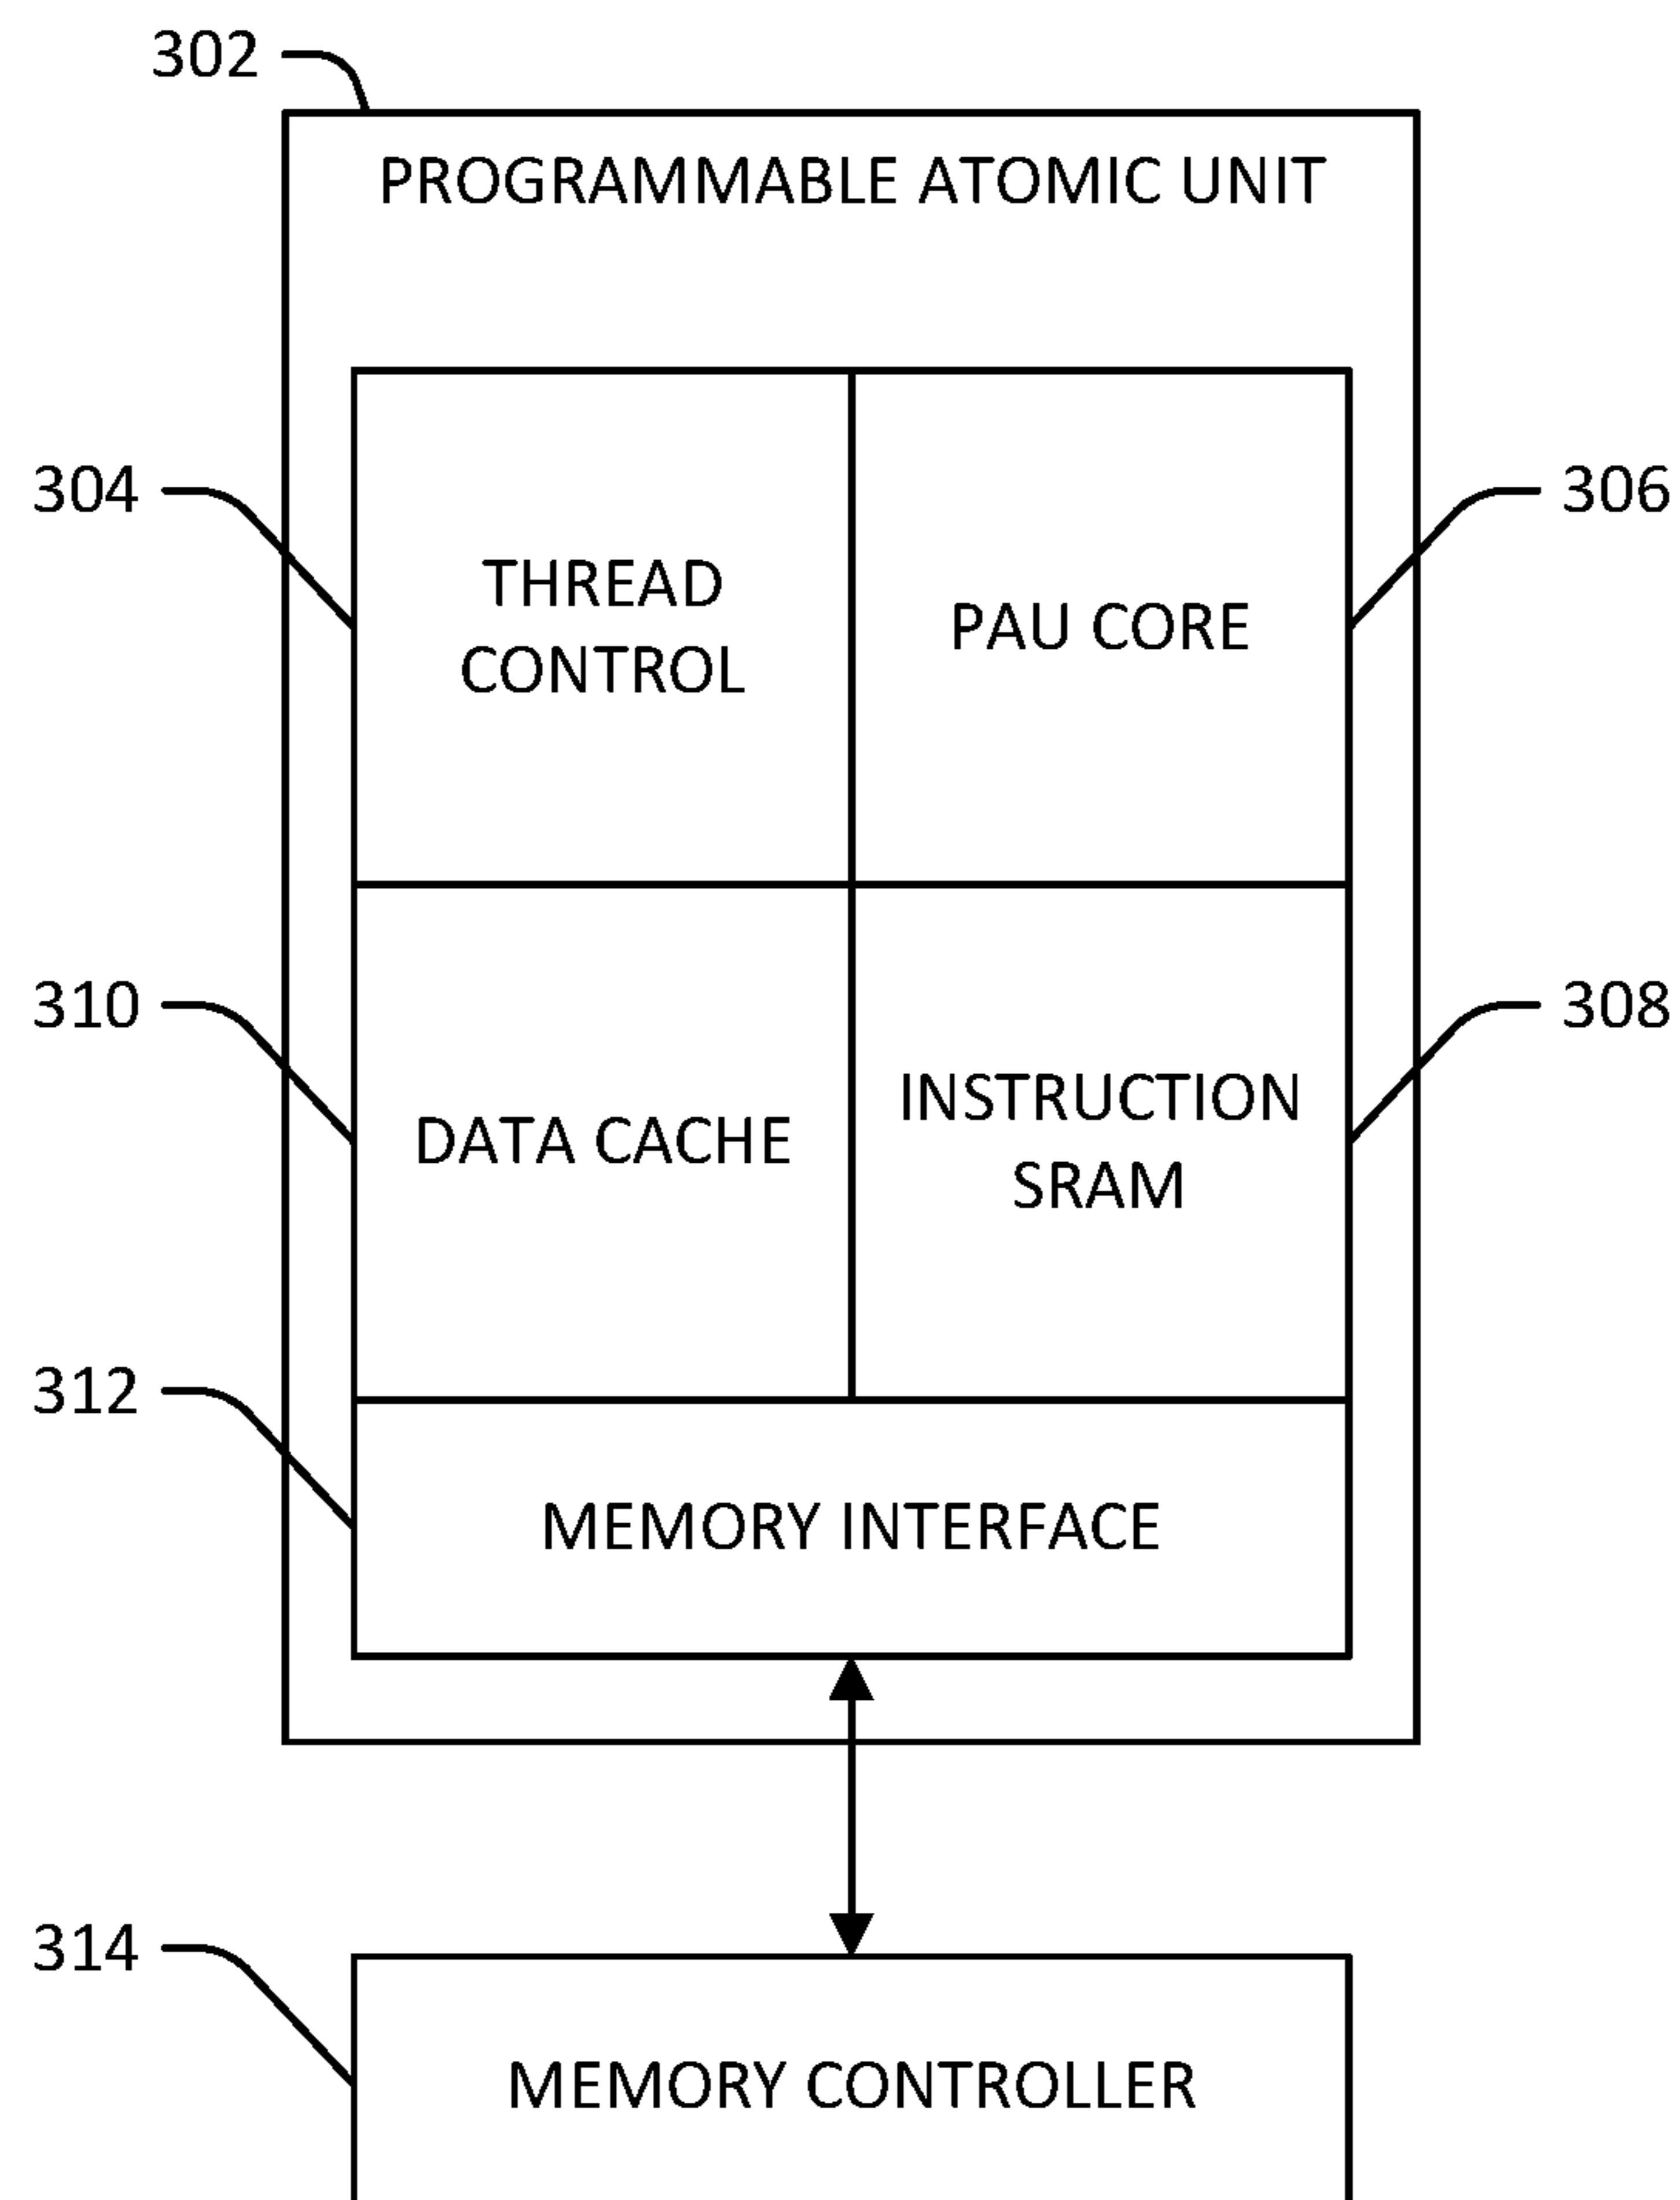 302
PROGRAMMABLE ATOMIC UNIT
304
THREAD
CONTROL
PAU CORE
306
310
DATA CACHE
INSTRUCTION
SRAM
308
312
MEMORY INTERFACE
314
MEMORY CONTROLLER